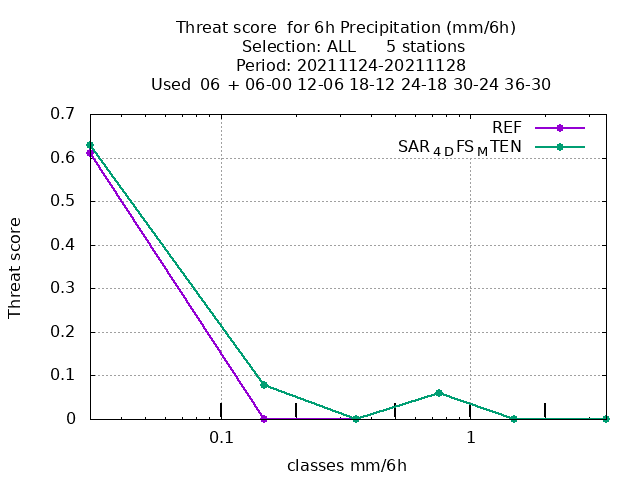 Threat score  for 6h Precipitation (mm/6h)
Selection: ALL      5 stations
Period: 20211124-20211128
Used  06 + 06-00 12-06 18-12 24-18 30-24 36-30
REF
SAR4DFSMTEN
0.7
0.6
0.5
0.4
0.3
0.2
0.1
0
Threat score
0.1 1
classes mm/6h